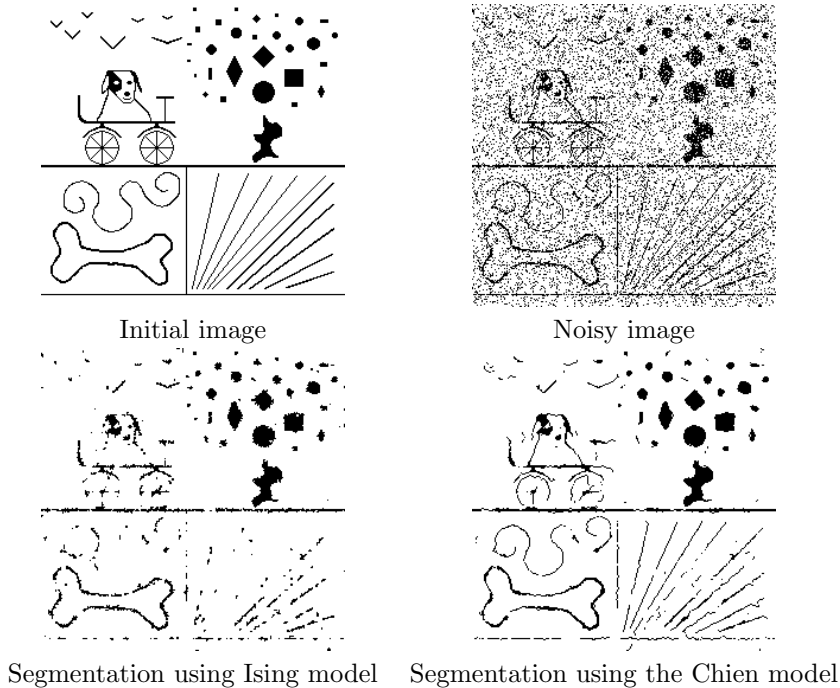 Initial image
Noisy image
Segmentation using Ising model
Segmentation using the Chien model